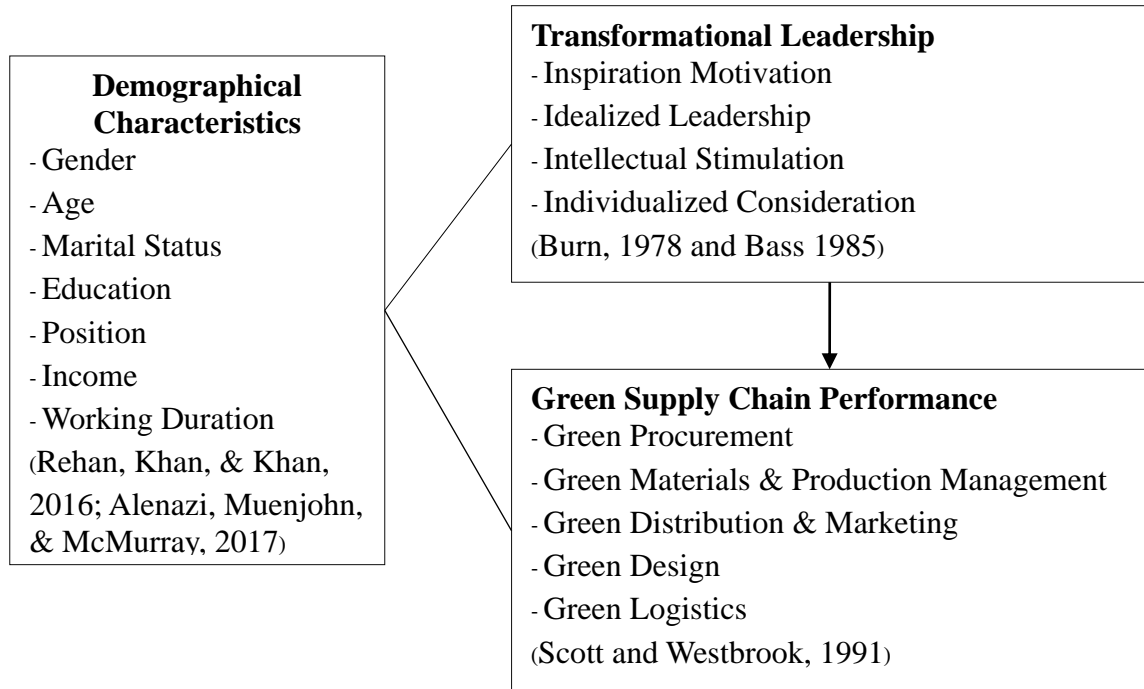 Demographical
Characteristics
- Gender
- Age
- Marital Status
- Education
- Position
- Income
- Working Duration
(Rehan, Khan, & Khan,
2016; Alenazi, Muenjohn,
& McMurray, 2017)
Transformational Leadership
- Inspiration Motivation
- Idealized Leadership
- Intellectual Stimulation
- Individualized Consideration
(Burn, 1978 and Bass 1985)
Green Supply Chain Performance
- Green Procurement
- Green Materials & Production Management
- Green Distribution & Marketing
- Green Design
- Green Logistics
(Scott and Westbrook, 1991)